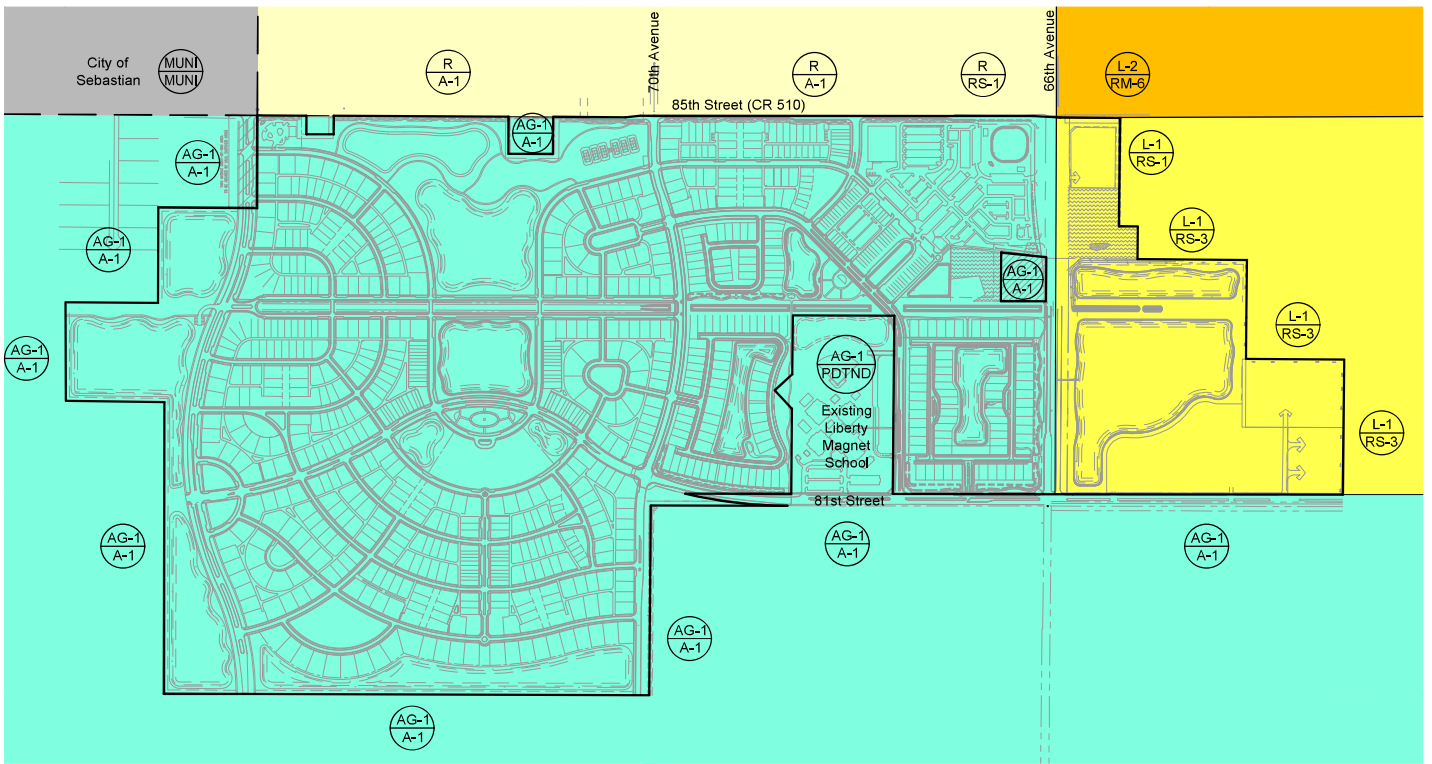 City of
Sebastian
MUNI
MUNI
R
A-1
70th Avenue
R
A-1
R
RS-1
66th Avenue
L-2
RM-6
85th Street (CR 510)
AG-1
A-1
AG-1
A-1
L-1
RS-1
AG-1
A-1
L-1
RS-3
AG-1
A-1
L-1
RS-3
AG-1
A-1
AG-1
PDTND
Existing
Liberty
Magnet
School
L-1
RS-3
81st Street
AG-1
A-1
AG-1
A-1
AG-1
A-1
AG-1
A-1
AG-1
A-1